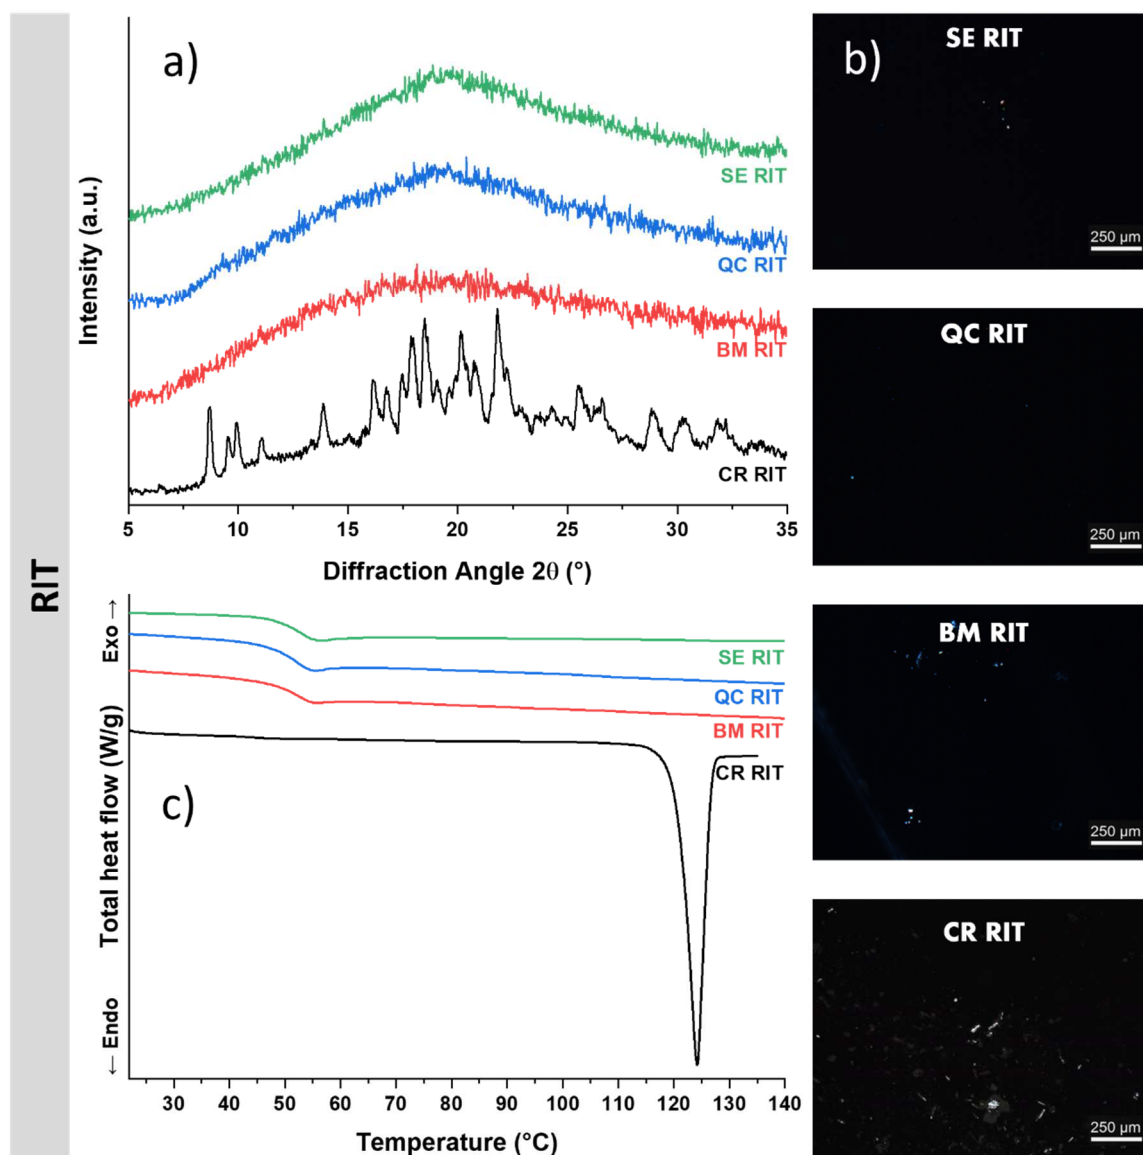 RIT
a)
Intensity (a.u.)
SE RIT
QC RIT
BM RIT
CR RIT
5
10
15
20
25
30
35
Diffraction Angle 2θ (°)
b)
SE RIT
250 µm
QC RIT
250 µm
BM RIT
250 µm
CR RIT
250 µm
c)
← Endo Total heat flow (W/g) Exo →
SE RIT
QC RIT
BM RIT
CR RIT
30
40
50
60
70
80
90
100
110
120
130
140
Temperature (°C)